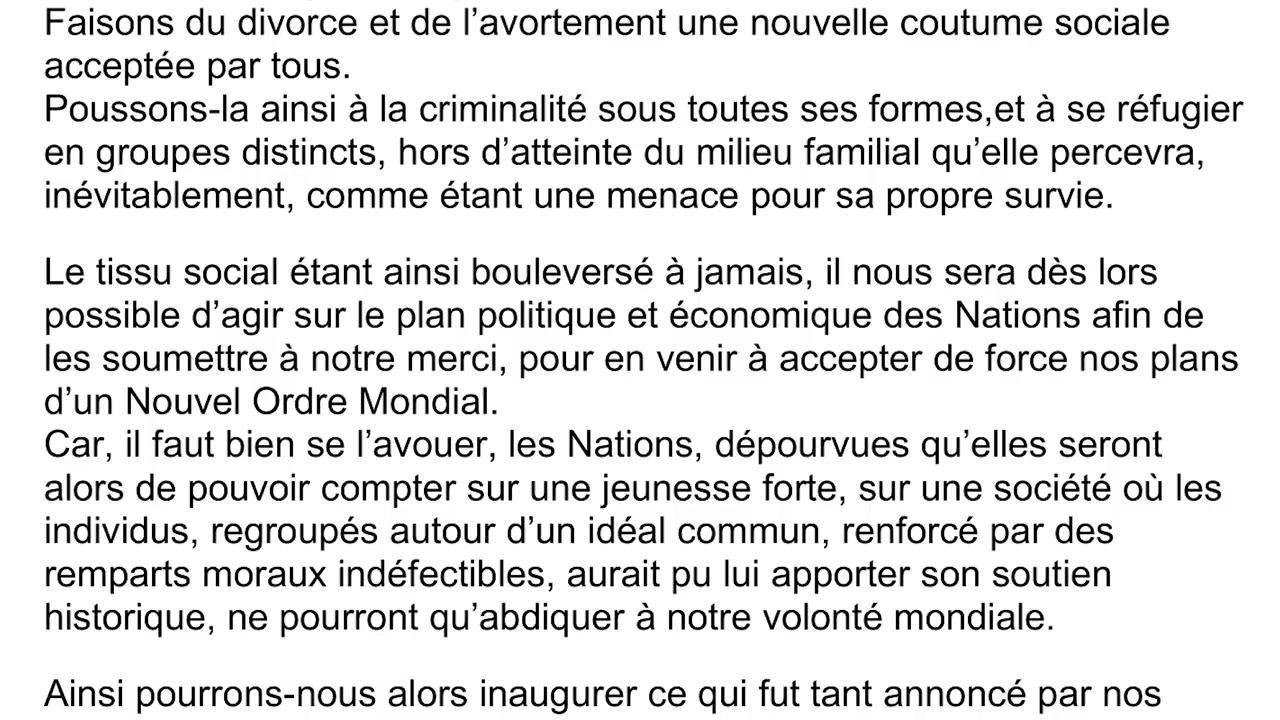 Faisons du divorce et de l’avortement une nouvelle coutume sociale
acceptée par tous.
Poussons-la ainsi à la criminalité sous toutes ses formes,et à se réfugier
en groupes distincts, hors d’atteinte du milieu familial qu’elle percevra,
inévitablement, comme étant une menace pour sa propre survie.
Le tissu social étant ainsi bouleversé à jamais, il nous sera dès lors
possible d’agir sur le plan politique et économique des Nations afin de
les soumettre à notre merci, pour en venir à accepter de force nos plans
d’un Nouvel Ordre Mondial.
Car, il faut bien se l’avouer, les Nations, dépourvues qu’elles seront
alors de pouvoir compter sur une jeunesse forte, sur une société où les
individus, regroupés autour d’un idéal commun, renforcé par des
remparts moraux indéfectibles, aurait pu lui apporter son soutien
historique, ne pourront qu’abdiquer à notre volonté mondiale.
Ainsi pourrons-nous alors inaugurer ce qui fut tant annoncé par nos